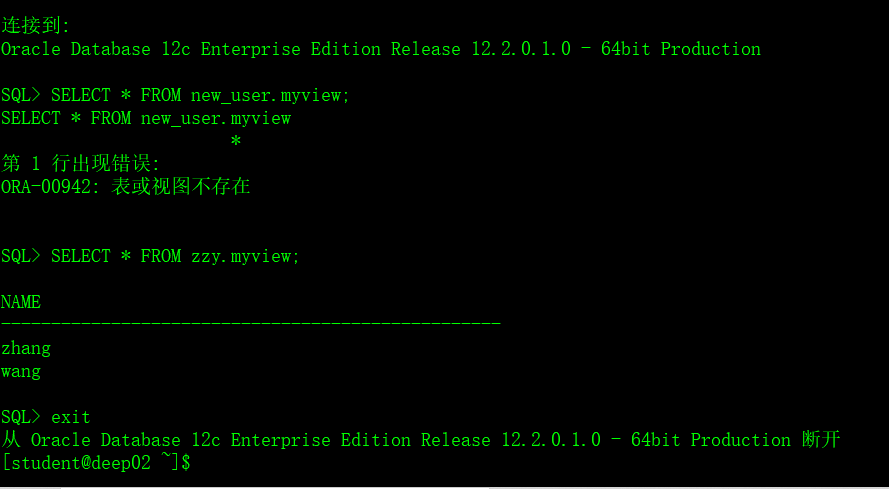 连接到:
Oracle Database 12c Enterprise Edition Release 12.2.0.1.0 - 64bit Production
SQL> SELECT * FROM new_user.myview;
SELECT * FROM new_user.myview
*
第 1 行出现错误:
ORA-00942: 表或视图不存在
SQL> SELECT * FROM zzy.myview;
NAME
--------------------------------------------------
zhang
wang
SQL> exit
从 Oracle Database 12c Enterprise Edition Release 12.2.0.1.0 - 64bit Production 断开
[student@deep02 ~]$